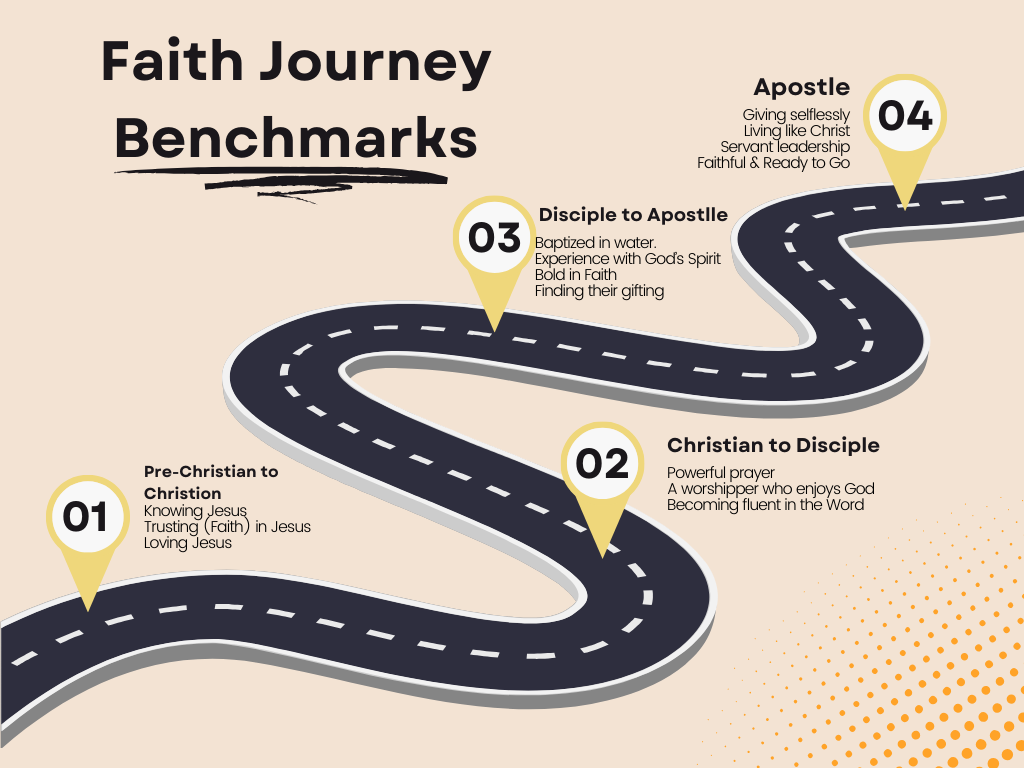 Faith Journey
Benchmarks
01
Pre-Christian to
Christion
Knowing Jesus
Trusting (Faith) in Jesus
Loving Jesus
02
Christian to Disciple
Powerful prayer
A worshipper who enjoys God
Becoming fluent in the Word
03
Disciple to Apostlle
Baptized in water.
Experience with God's Spirit
Bold in Faith
Finding their gifting
04
Apostle
Giving selflessly
Living like Christ
Servant leadership
Faithful & Ready to Go